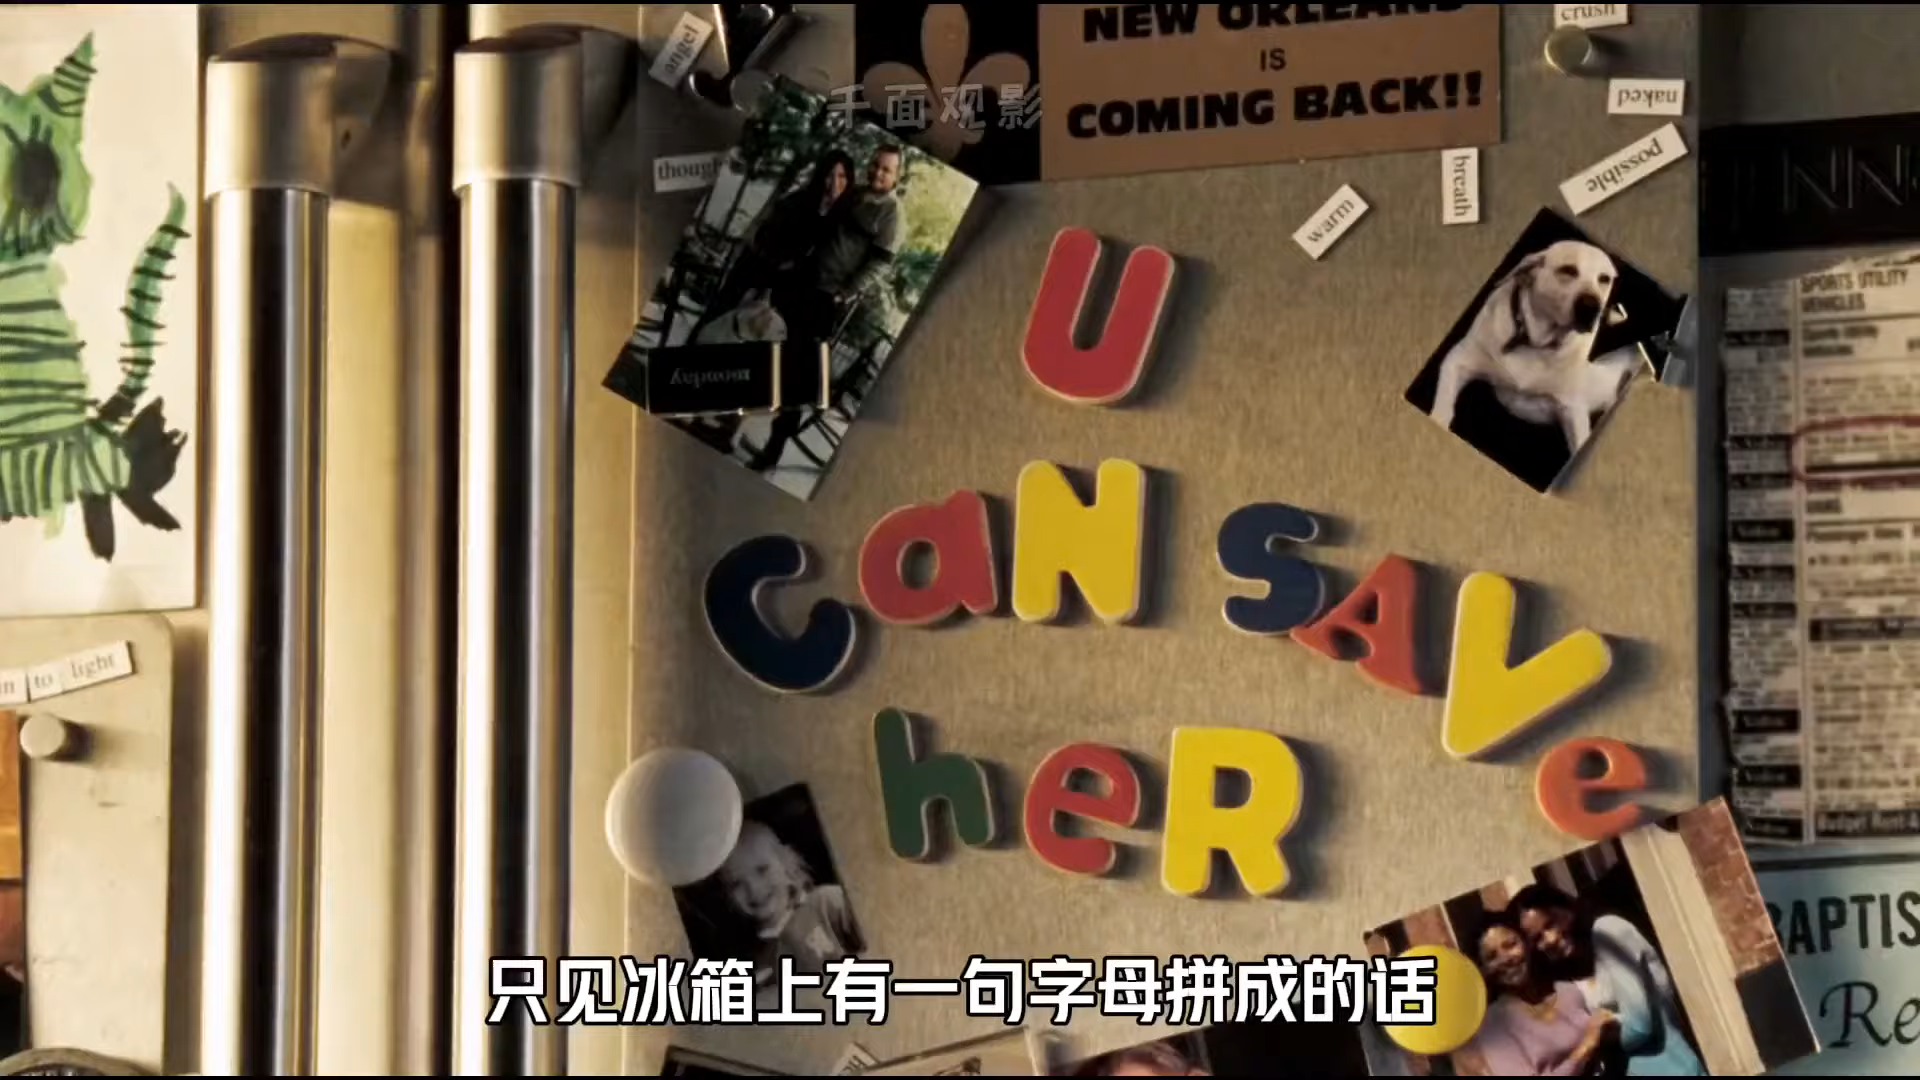 crush
NEW ORLEANS
IS
COMING BACK!!
angel
千面观影
naked
possible
breath
thought
warm
SPORTS UTILITY
VEHICLES
monday
U
CaN SAVe
heR
to light
BAPTIS
Re
只见冰箱上有一句字母拼成的话